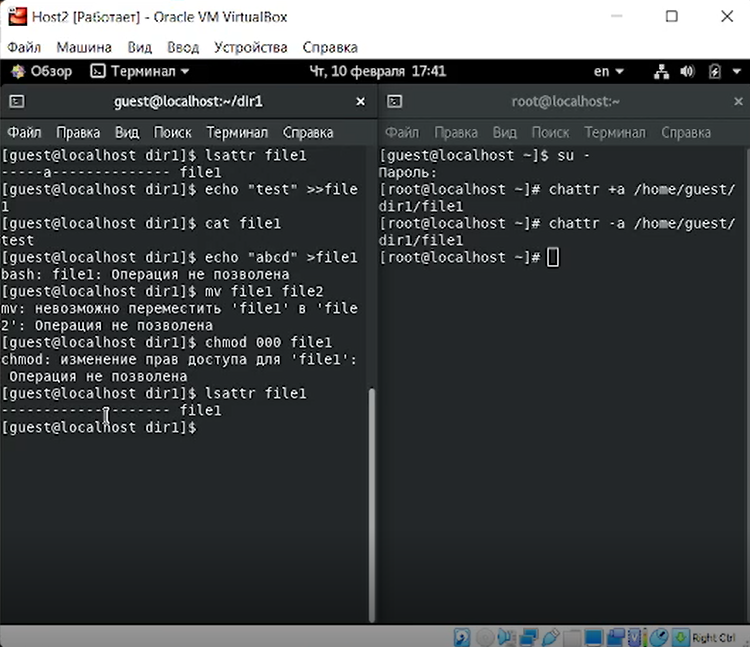 Host2 [Работает] - Oracle VM VirtualBox
Файл Машина Вид Ввод Устройства Справка
Обзор Терминал Чт, 10 февраля 17:41 en
guest@localhost:~/dir1
Файл Правка Вид Поиск Терминал Справка
[guest@localhost dir1]$ lsattr file1
-----a-------------- file1
[guest@localhost dir1]$ echo "test" >>file
1
[guest@localhost dir1]$ cat file1
test
[guest@localhost dir1]$ echo "abcd" >file1
bash: file1: Операция не позволена
[guest@localhost dir1]$ mv file1 file2
mv: невозможно переместить 'file1' в 'file
2': Операция не позволена
[guest@localhost dir1]$ chmod 000 file1
chmod: изменение прав доступа для 'file1':
Операция не позволена
[guest@localhost dir1]$ lsattr file1
-------------------- file1
[guest@localhost dir1]$
root@localhost:~
Файл Правка Вид Поиск Терминал Справка
[guest@localhost ~]$ su -
Пароль:
[root@localhost ~]# chattr +a /home/guest/
dir1/file1
[root@localhost ~]# chattr -a /home/guest/
dir1/file1
[root@localhost ~]#
Right Ctrl